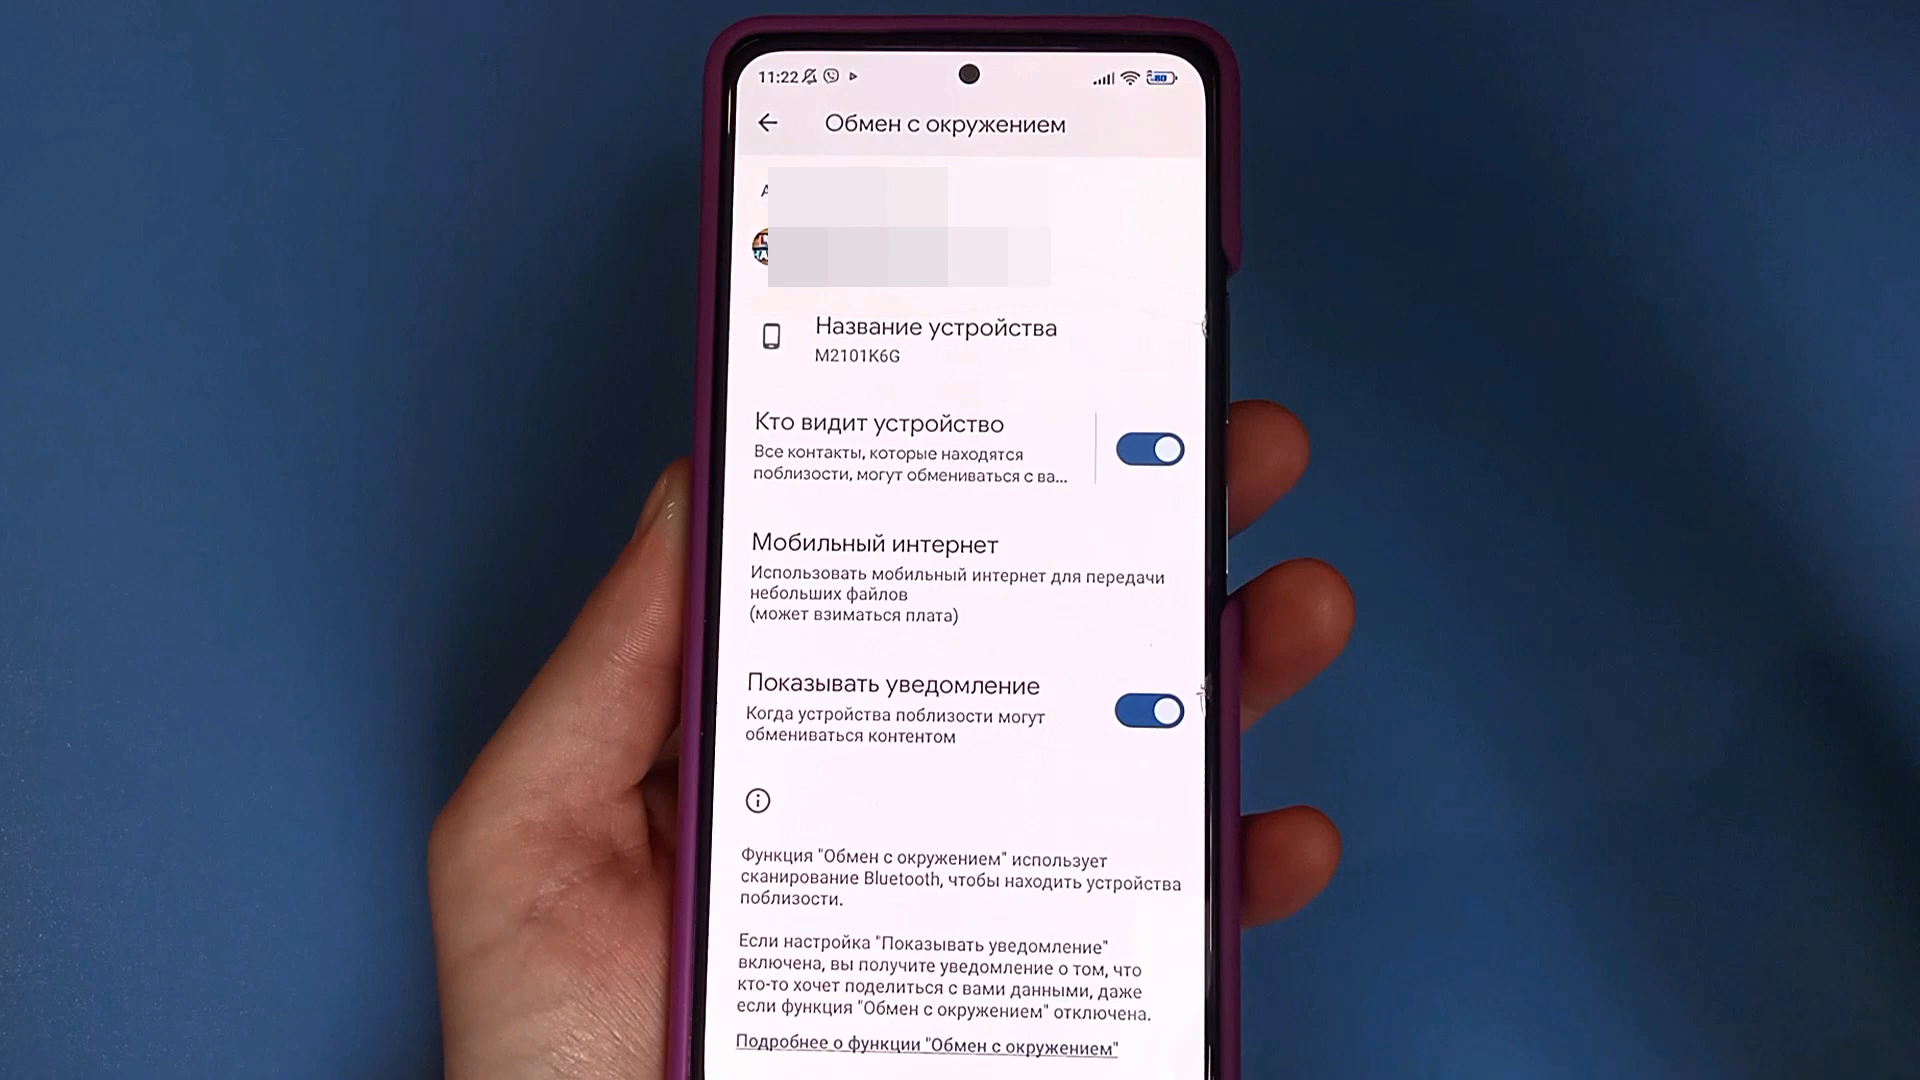 11:22
80
Обмен с окружением
Название устройства
M2101K6G
Кто видит устройство
Все контакты, которые находятся
поблизости, могут обмениваться с ва...
Мобильный интернет
Использовать мобильный интернет для передачи
небольших файлов
(может взиматься плата)
Показывать уведомление
Когда устройства поблизости могут
обмениваться контентом
Функция "Обмен с окружением" использует
сканирование Bluetooth, чтобы находить устройства
поблизости.
Если настройка "Показывать уведомление"
включена, вы получите уведомление о том, что
кто-то хочет поделиться с вами данными, даже
если функция "Обмен с окружением" отключена.
Подробнее о функции "Обмен с окружением"